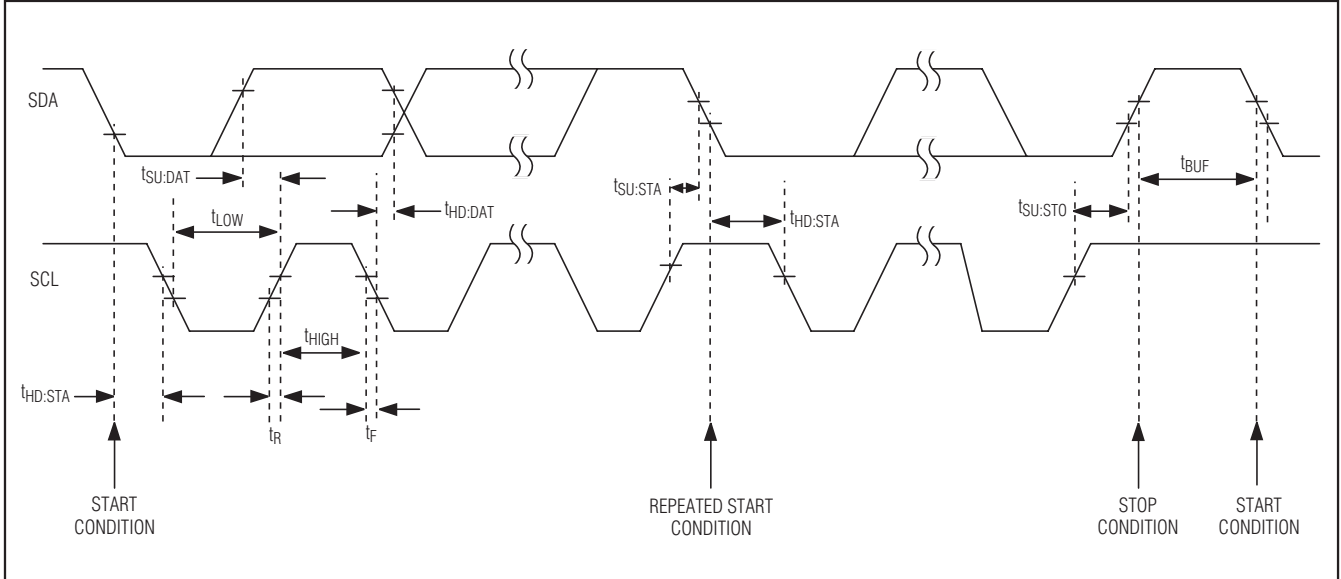 SDA
tSU:DAT
tLOW
tHD:DAT
tSU:STA
tHD:STA
tSU:STO
tBUF
SCL
tHIGH
tHD:STA
tR
tF
START
CONDITION
REPEATED START
CONDITION
STOP
CONDITION
START
CONDITION